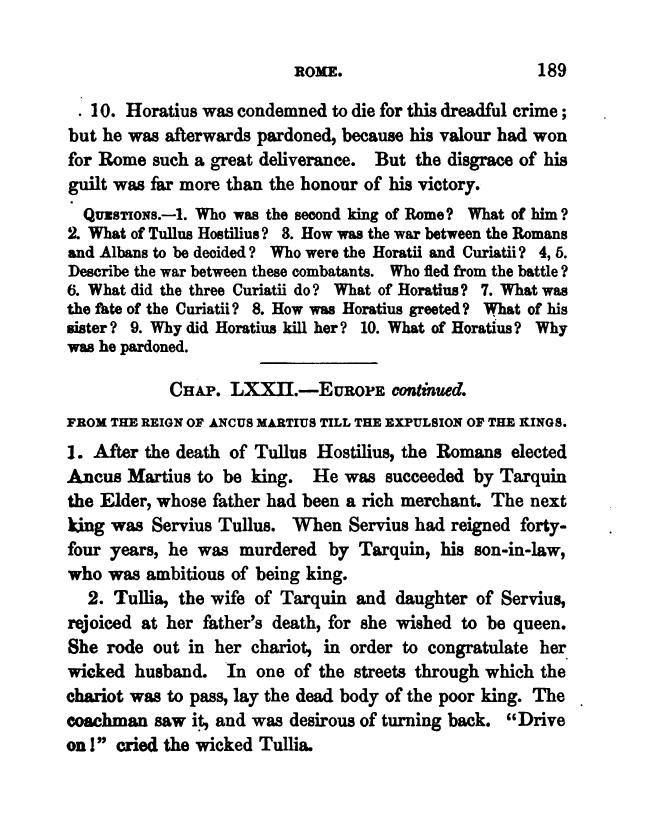 ROME. 189
10. Horatius was condemned to die for this dreadful crime;
but he was afterwards pardoned, because his valour had won
for Rome such a great deliverance. But the disgrace of his
guilt was far more than the honour of his victory.
QUESTIONS.—1. Who was the second king of Rome? What of him?
2. What of Tullus Hostilius? 3. How was the war between the Romans
and Albans to be decided? Who were the Horatii and Curiatii? 4, 5.
Describe the war between these combatants. Who fled from the battle?
6. What did the three Curiatii do? What of Horatius? 7. What was
the fate of the Curiatii? 8. How was Horatius greeted? What of his
sister? 9. Why did Horatius kill her? 10. What of Horatius? Why
was he pardoned.
CHAP. LXXII.—EUROPE continued.
FROM THE REIGN OF ANCUS MARTIUS TILL THE EXPULSION OF THE KINGS.
1. After the death of Tullus Hostilius, the Romans elected
Ancus Martius to be king. He was succeeded by Tarquin
the Elder, whose father had been a rich merchant. The next
king was Servius Tullus. When Servius had reigned forty-
four years, he was murdered by Tarquin, his son-in-law,
who was ambitious of being king.
2. Tullia, the wife of Tarquin and daughter of Servius,
rejoiced at her father's death, for she wished to be queen.
She rode out in her chariot, in order to congratulate her
wicked husband. In one of the streets through which the
chariot was to pass, lay the dead body of the poor king. The
coachman saw it, and was desirous of turning back. "Drive
on!" cried the wicked Tullia.